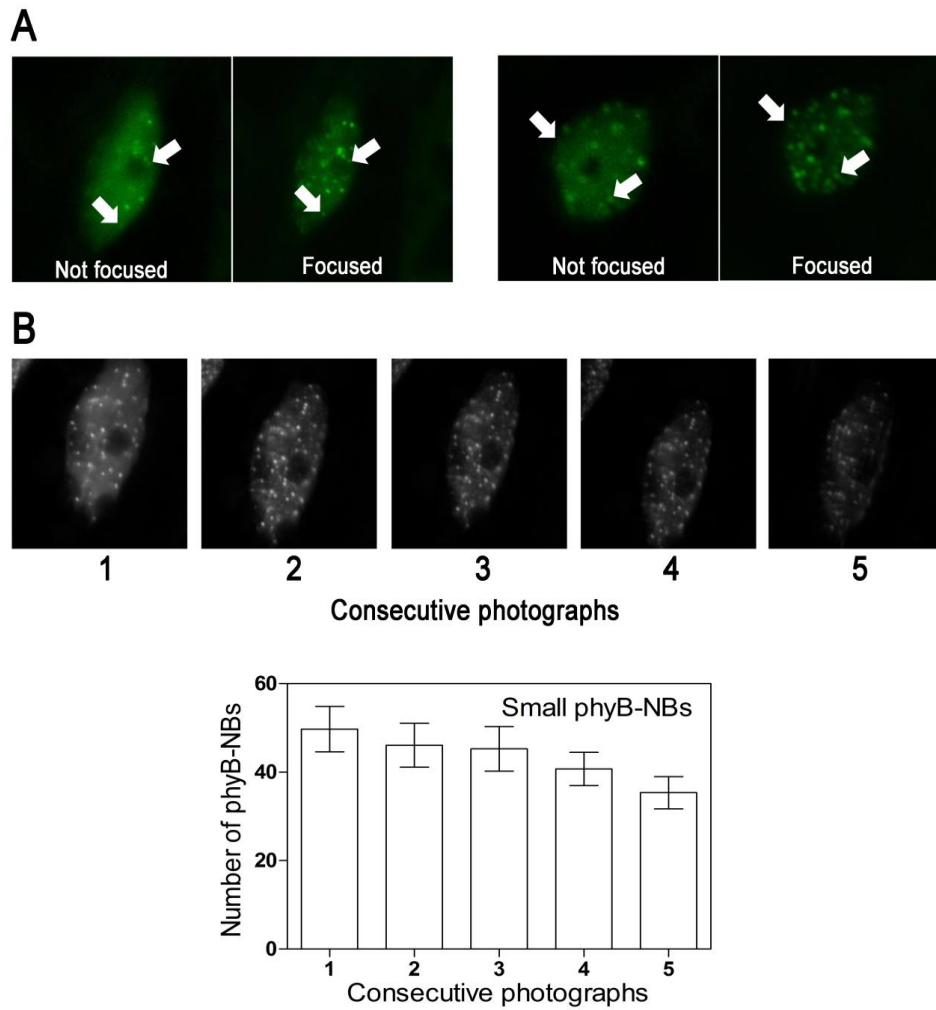 A
Not focused
Focused
Not focused
Focused
B
1 2 3 4 5
Consecutive photographs
60
40
20
0
Number of phyB-NBs
Small phyB-NBs
1 2 3 4 5
Consecutive photographs